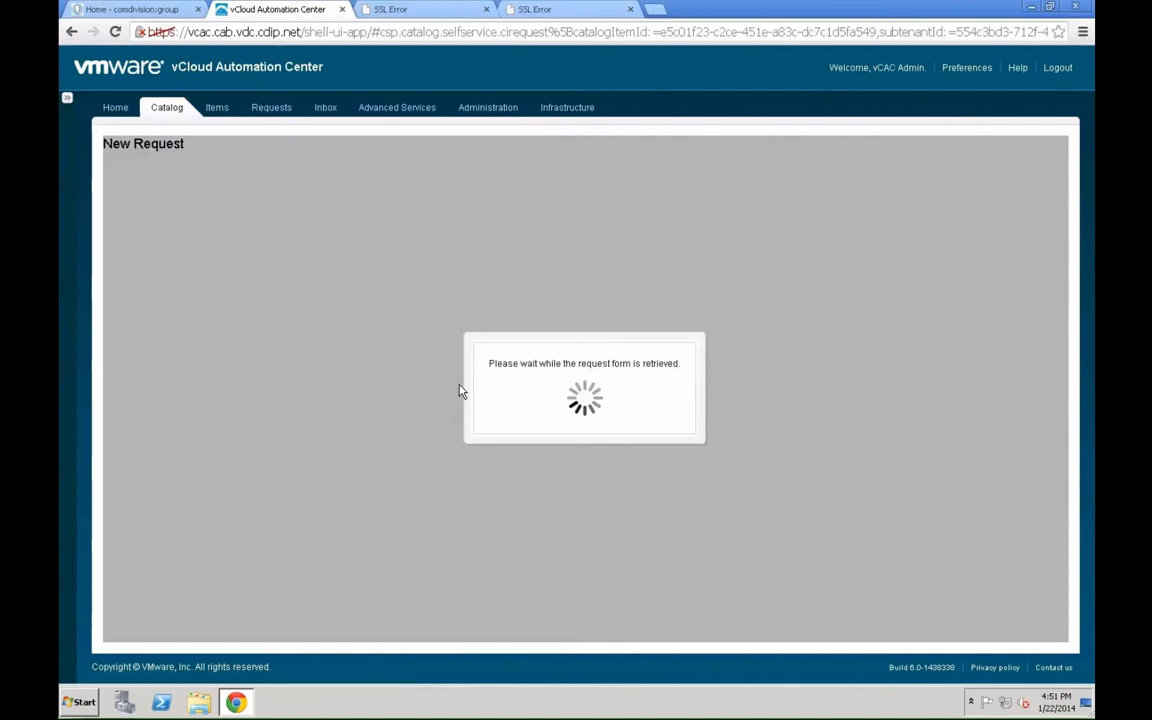 Home - comdivision:group
vCloud Automation Center
SSL Error
SSL Error
https://vcac.cab.vdc.cdip.net/shell-ui-app/#csp.catalog.selfservice.cirequest%5BcatalogItemId: =e5c01f23-c2ce-451e-a83c-dc7c1d5fa549,subtenantId: =554c3bd3-712f-4
vmware® vCloud Automation Center
Welcome, vCAC Admin. Preferences Help Logout
Home Catalog Items Requests Inbox Advanced Services Administration Infrastructure
New Request
Please wait while the request form is retrieved.
Copyright © VMware, Inc. All rights reserved.
Build 6.0-1438338 Privacy policy Contact us
Start
4:51 PM
1/22/2014